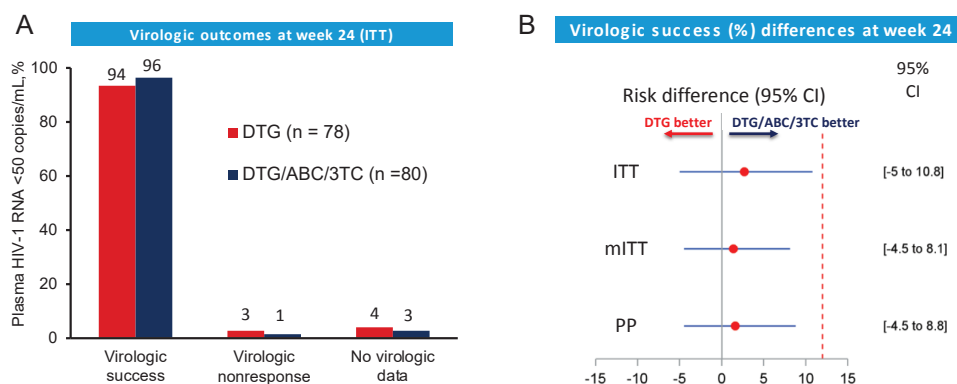 A
Virologic outcomes at week 24 (ITT)
Plasma HIV-1 RNA <50 copies/mL, %
100
80
60
40
20
0
94
96
3
1
4
3
DTG (n = 78)
DTG/ABC/3TC (n =80)
Virologic
success
Virologic
nonresponse
No virologic
data
B
Virologic success (%) differences at week 24
95%
CI
Risk difference (95% CI)
DTG better
DTG/ABC/3TC better
ITT
[-5 to 10.8]
mITT
[-4.5 to 8.1]
PP
[-4.5 to 8.8]
-15
-10
-5
0
5
10
15